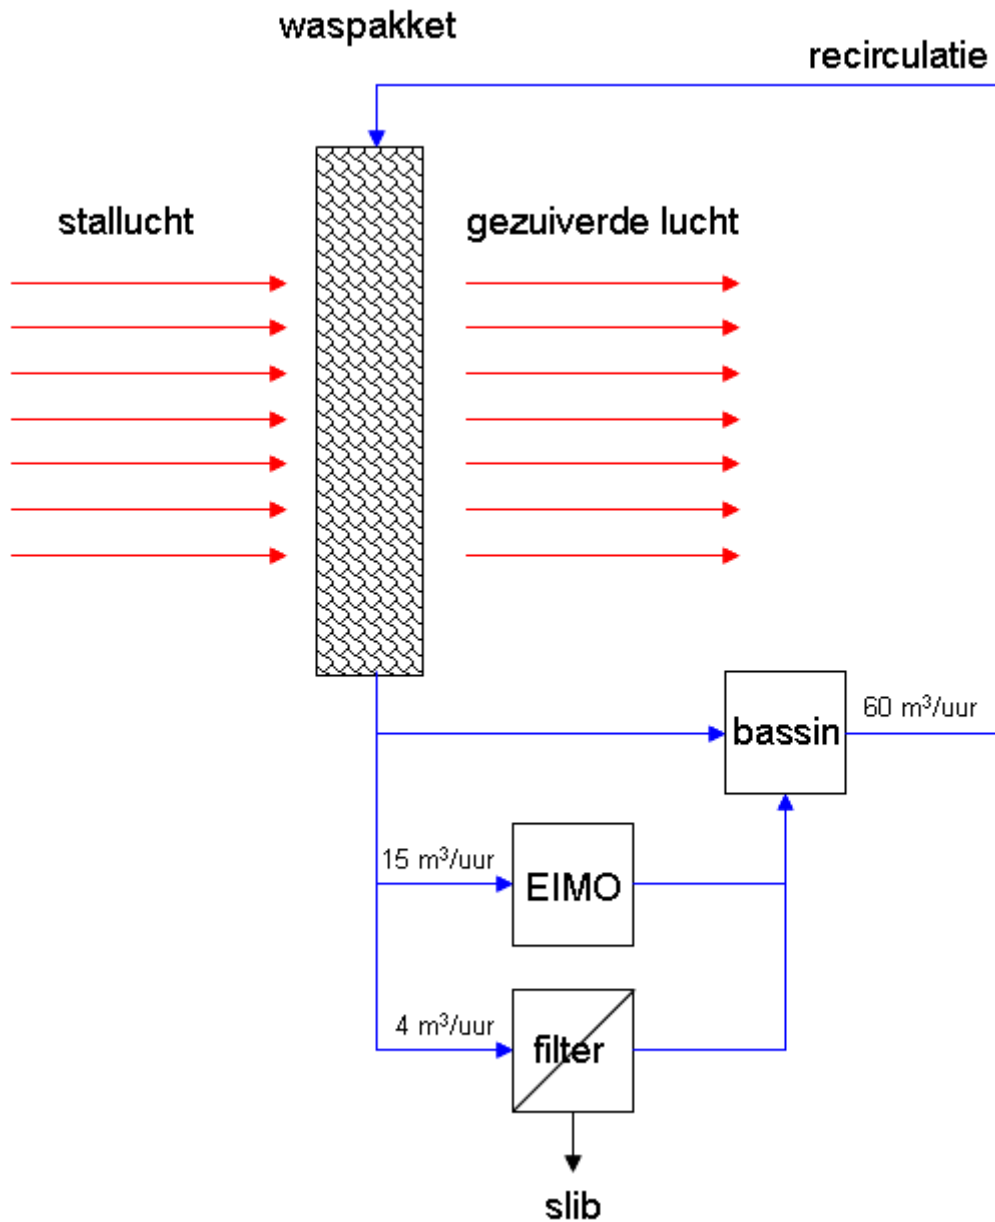 waspakket
recirculatie
stallucht
gezuiverde lucht
bassin
60 m³/uur
15 m³/uur
EIMO
4 m³/uur
filter
slib